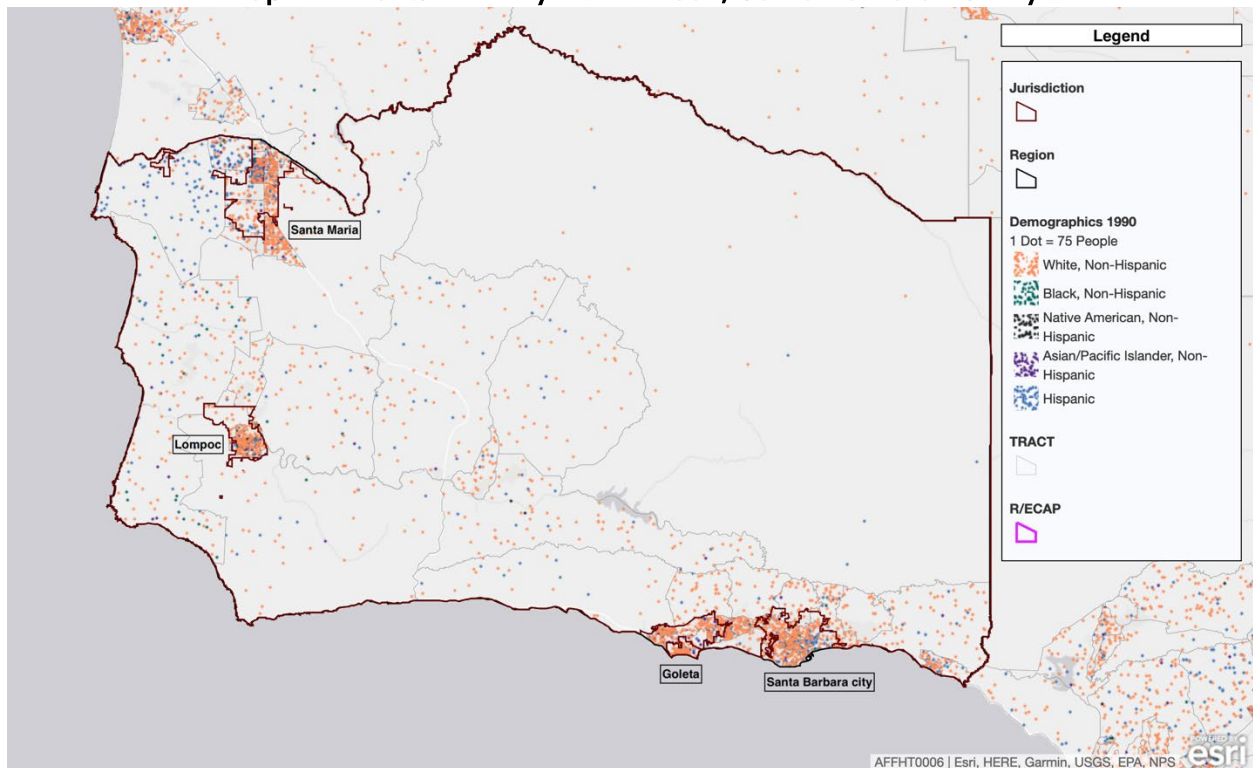 Legend
Jurisdiction
Region
Demographics 1990
1 Dot = 75 People
White, Non-Hispanic
Black, Non-Hispanic
Native American, Non-
Hispanic
Asian/Pacific Islander, Non-
Hispanic
Hispanic
TRACT
R/ECAP
Santa Maria
Lompoc
Goleta
Santa Barbara city
AFFHT0006 | Esri, HERE, Garmin, USGS, EPA, NPS
POWERED BY
esri